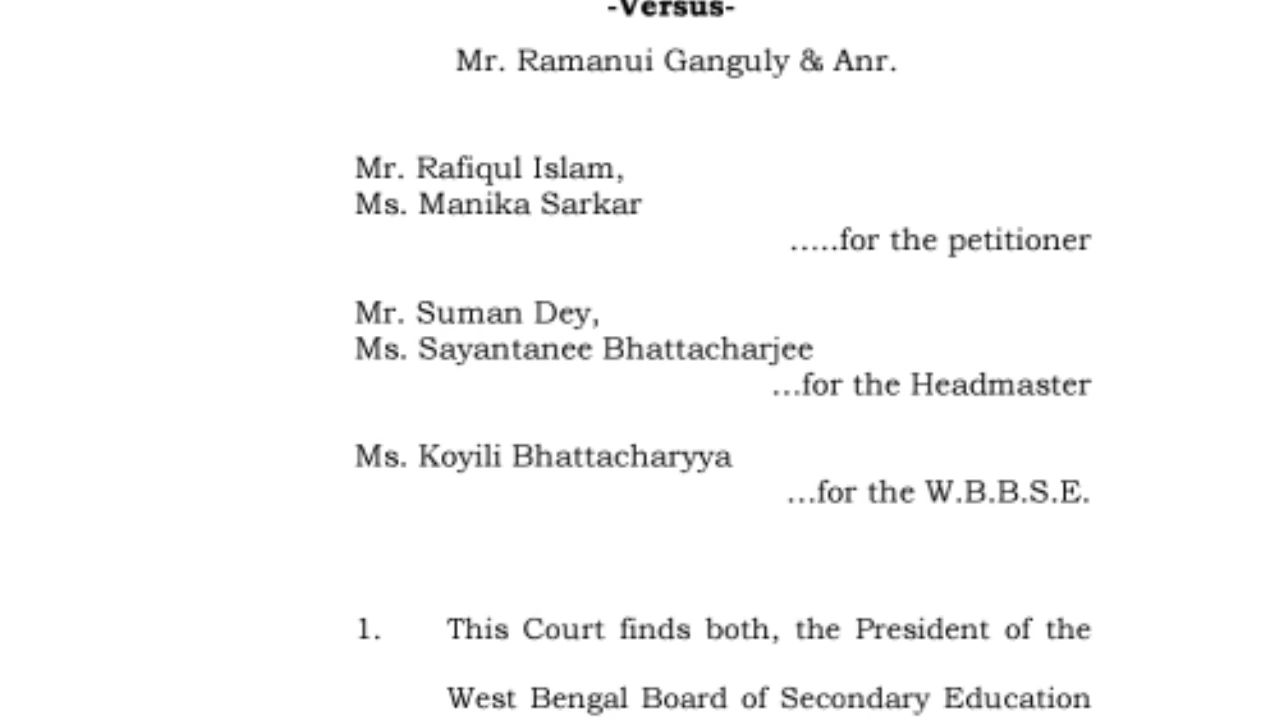 -Versus-
Mr. Ramanui Ganguly & Anr.
Mr. Rafiqul Islam,
Ms. Manika Sarkar
.....for the petitioner
Mr. Suman Dey,
Ms. Sayantanee Bhattacharjee
...for the Headmaster
Ms. Koyili Bhattacharyya
...for the W.B.B.S.E.
1. This Court finds both, the President of the
West Bengal Board of Secondary Education